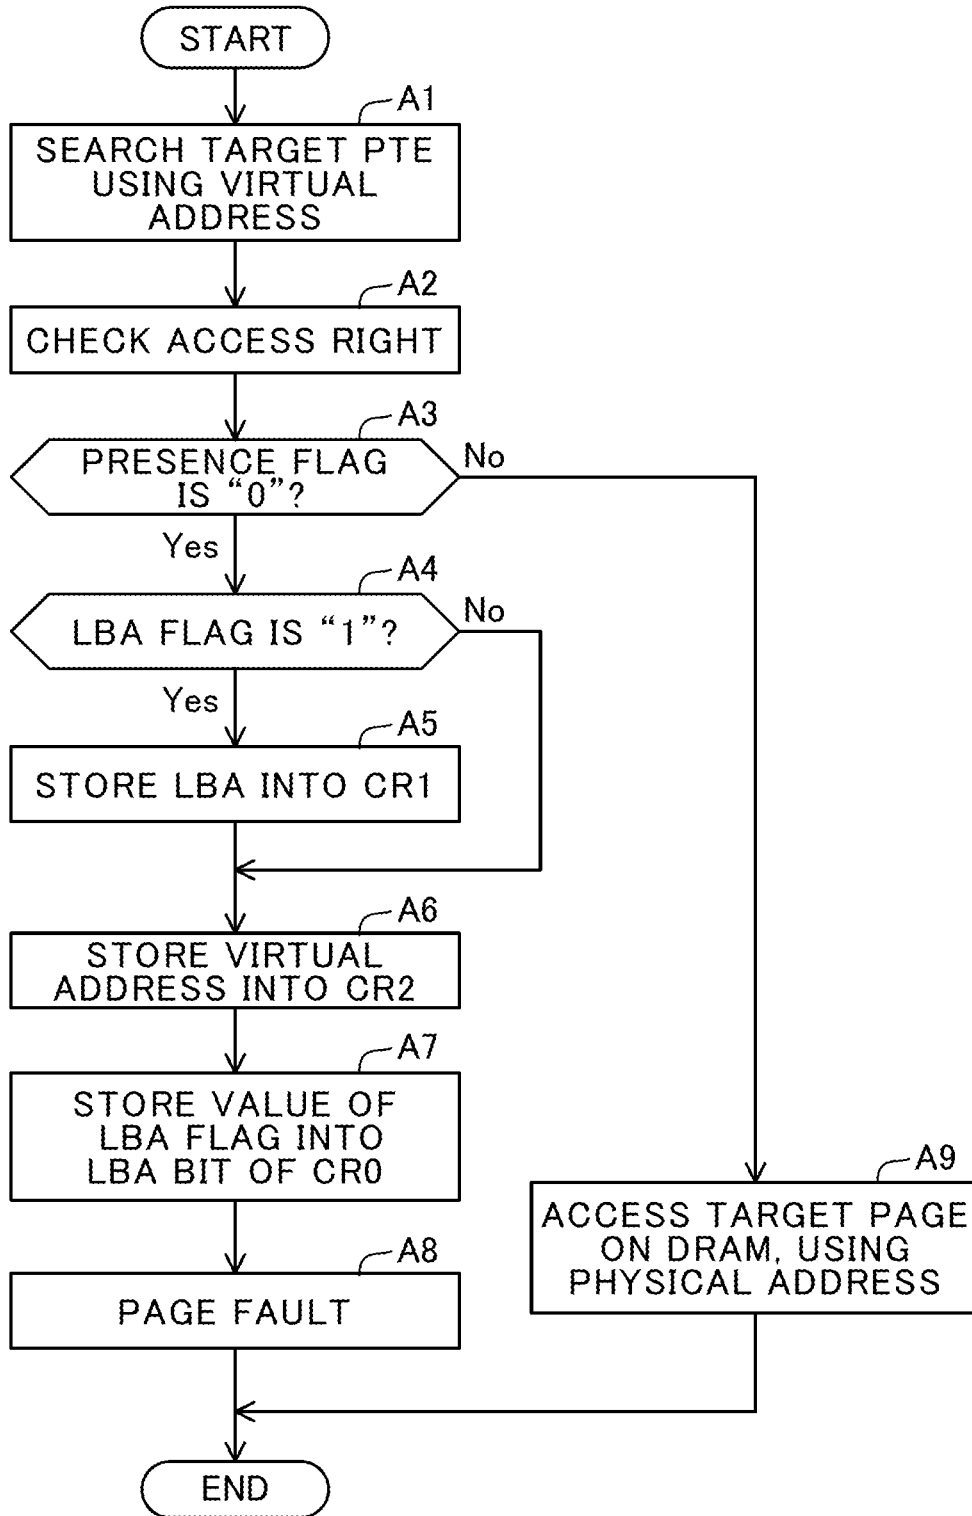 START
A1
SEARCH TARGET PTE
USING VIRTUAL
ADDRESS
A2
CHECK ACCESS RIGHT
A3
PRESENCE FLAG
IS “0”?
No
Yes
A4
LBA FLAG IS “1”?
No
Yes
A5
STORE LBA INTO CR1
A6
STORE VIRTUAL
ADDRESS INTO CR2
A7
STORE VALUE OF
LBA FLAG INTO
LBA BIT OF CR0
A9
ACCESS TARGET PAGE
ON DRAM, USING
PHYSICAL ADDRESS
A8
PAGE FAULT
END